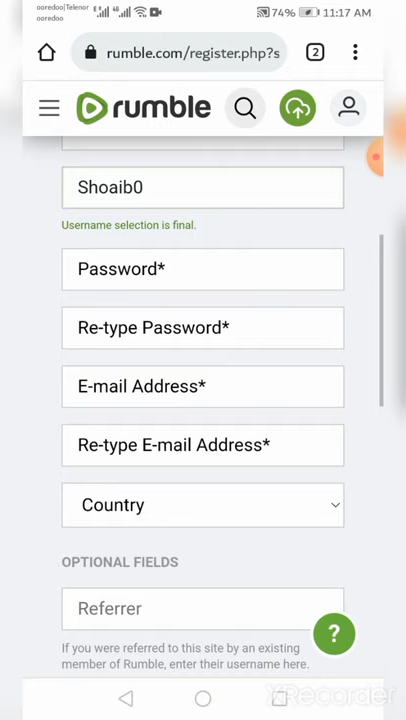 ooredoo|Telenor
ooredoo
74%
11:17 AM
rumble.com/register.php?s
2
rumble
Shoaib0
Username selection is final.
Password*
Re-type Password*
E-mail Address*
Re-type E-mail Address*
Country
OPTIONAL FIELDS
Referrer
?
If you were referred to this site by an existing
member of Rumble, enter their username here.
XRecorder